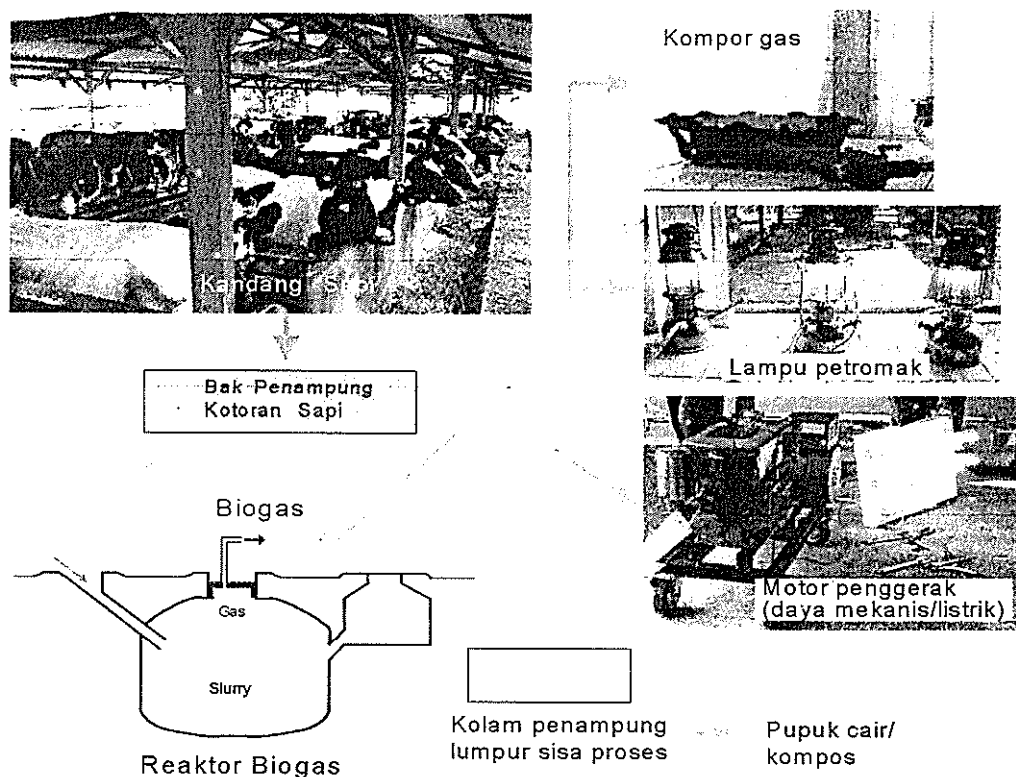 Kompor gas
Kandang Sapi
Lampu petromak
Bak Penampung
Kotoran Sapi
Biogas
Motor penggerak
(daya mekanis/listrik)
Gas
Slurry
Kolam penampung
lumpur sisa proses
Pupuk cair/
kompos
Reaktor Biogas